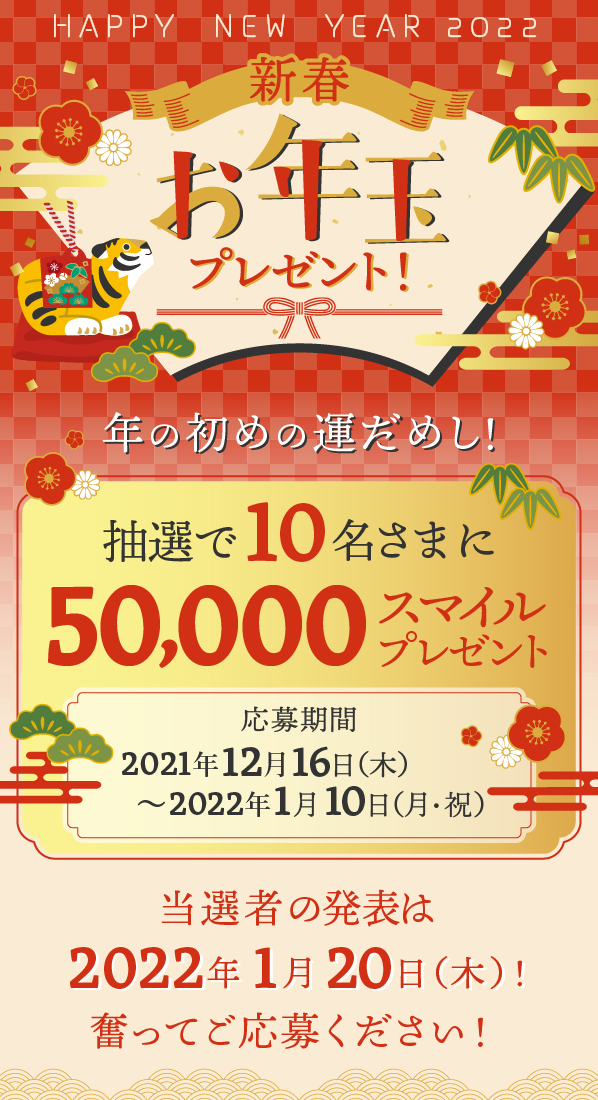 HAPPY NEW YEAR 2022
新春
お年玉
プレゼント!
年の初めの運だめし!
抽選で10名さまに
50,000スマイル
プレゼント
応募期間
2021年12月16日(木)
～2022年1月10日(月・祝)
当選者の発表は
2022年1月20日(木)!
奮ってご応募ください!